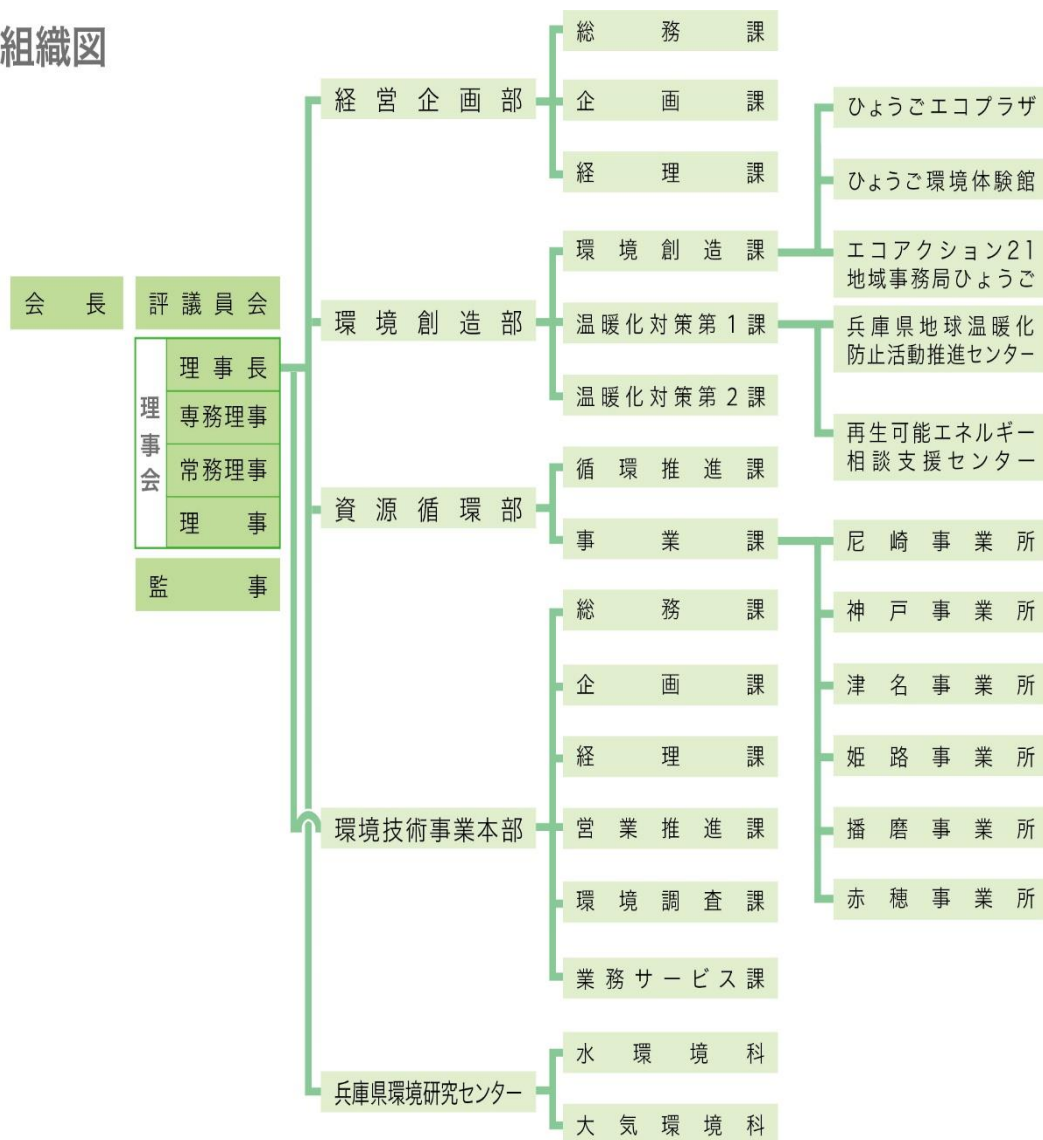 組織図
会長
評議員会
理事会
理事長
専務理事
常務理事
理事
監事
経営企画部
総務課
企画課
経理課
環境創造部
環境創造課
ひょうごエコプラザ
ひょうご環境体験館
エコアクション21
地域事務局ひょうご
温暖化対策第1課
兵庫県地球温暖化
防止活動推進センター
再生可能エネルギー
相談支援センター
温暖化対策第2課
資源循環部
循環推進課
事業課
尼崎事業所
神戸事業所
津名事業所
姫路事業所
播磨事業所
赤穂事業所
環境技術事業本部
総務課
企画課
経理課
営業推進課
環境調査課
業務サービス課
兵庫県環境研究センター
水環境科
大気環境科